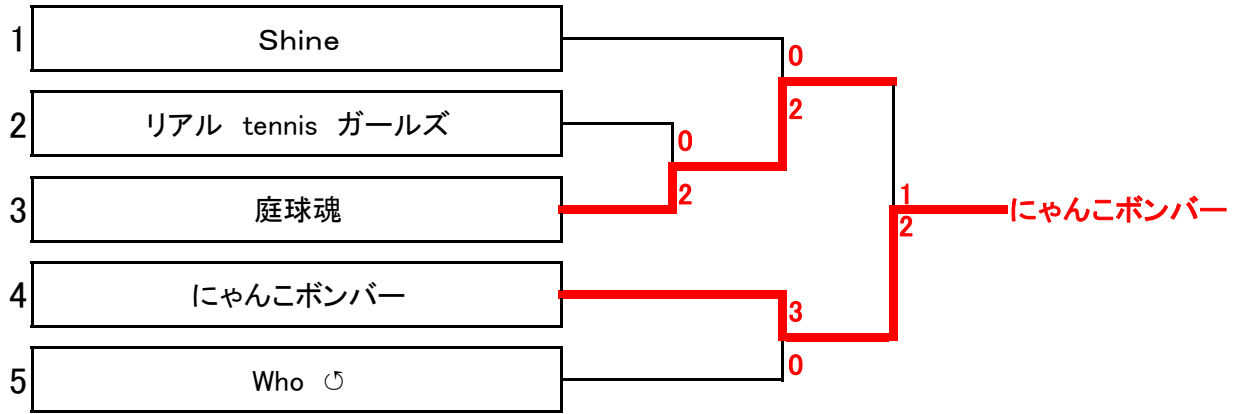 1 Shine
0
2
2 リアル tennis ガールズ
0
2
3 庭球魂
1
2
にゃんこボンバー
4 にゃんこボンバー
3
0
5 Who ↺